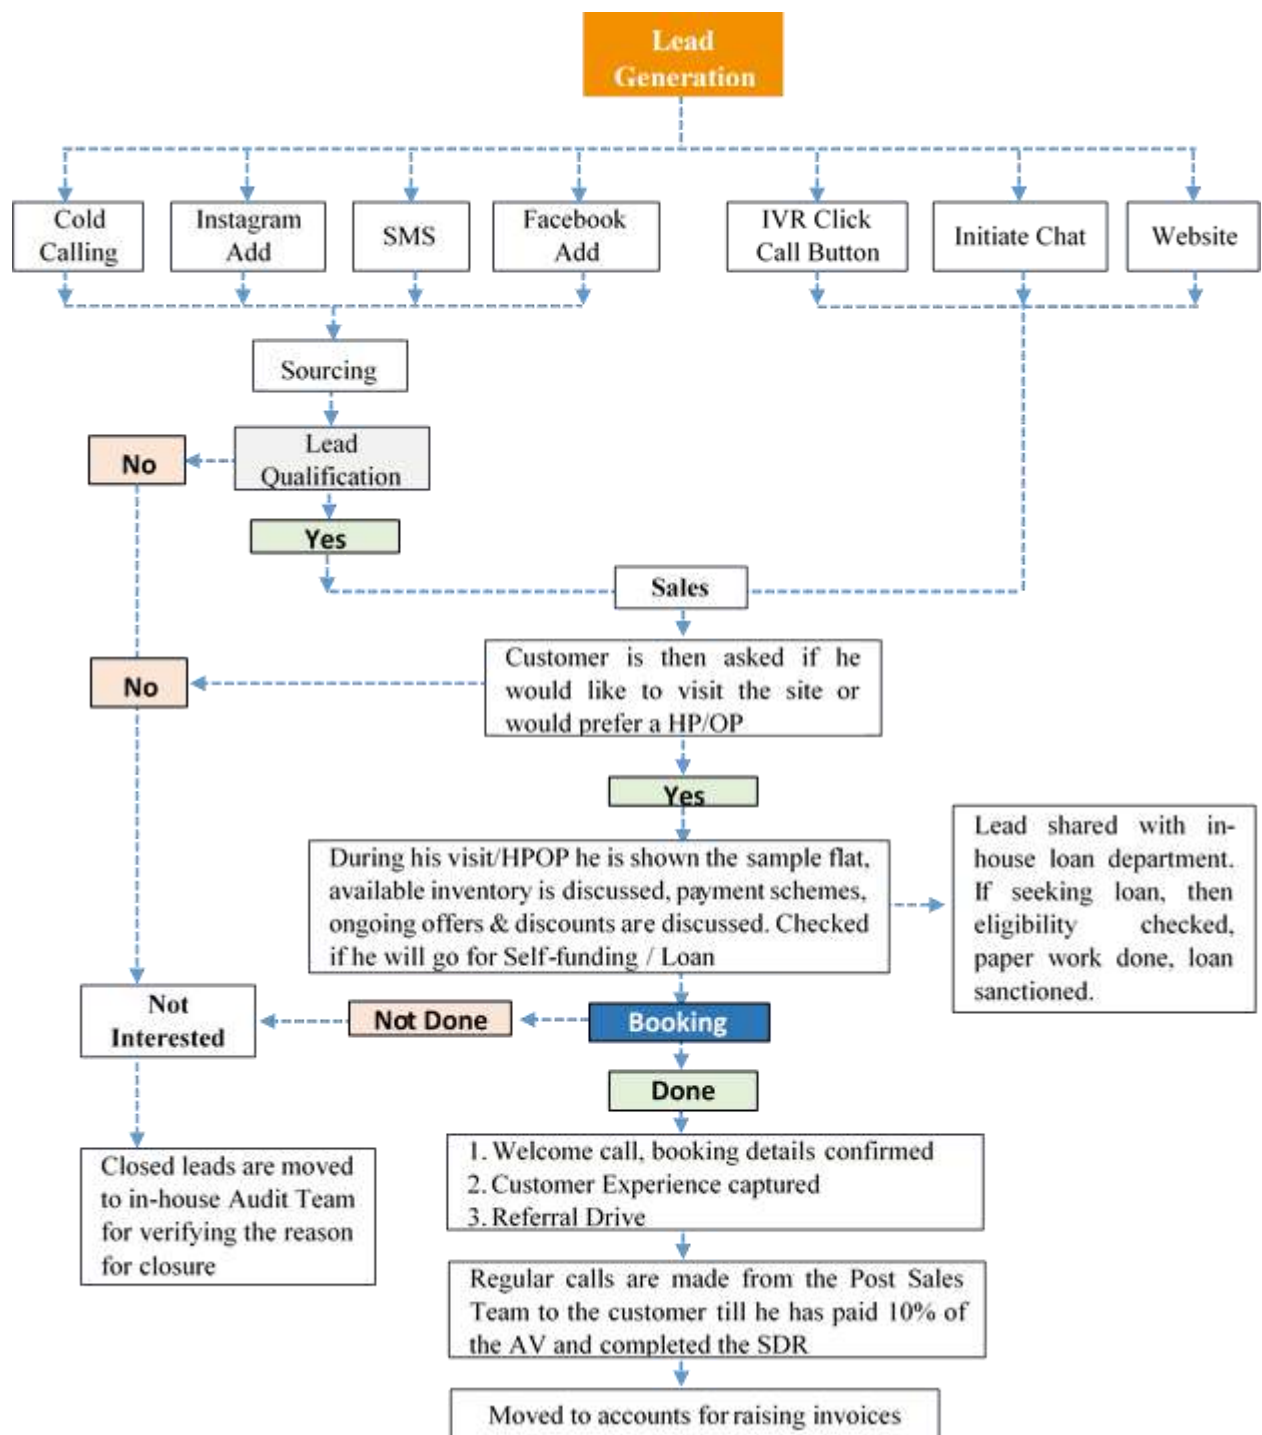 Lead
Generation
Cold
Calling
Instagram
Add
SMS
Facebook
Add
IVR Click
Call Button
Initiate Chat
Website
Sourcing
Lead
Qualification
No
Yes
Sales
Customer is then asked if he
would like to visit the site or
would prefer a HP/OP
No
Yes
During his visit/HPOP he is shown the sample flat,
available inventory is discussed, payment schemes,
ongoing offers & discounts are discussed. Checked
if he will go for Self-funding / Loan
Lead shared with in-
house loan department.
If seeking loan, then
eligibility checked,
paper work done, loan
sanctioned.
Not
Interested
Not Done
Booking
Done
Closed leads are moved
to in-house Audit Team
for verifying the reason
for closure
1. Welcome call, booking details confirmed
2. Customer Experience captured
3. Referral Drive
Regular calls are made from the Post Sales
Team to the customer till he has paid 10% of
the AV and completed the SDR
Moved to accounts for raising invoices